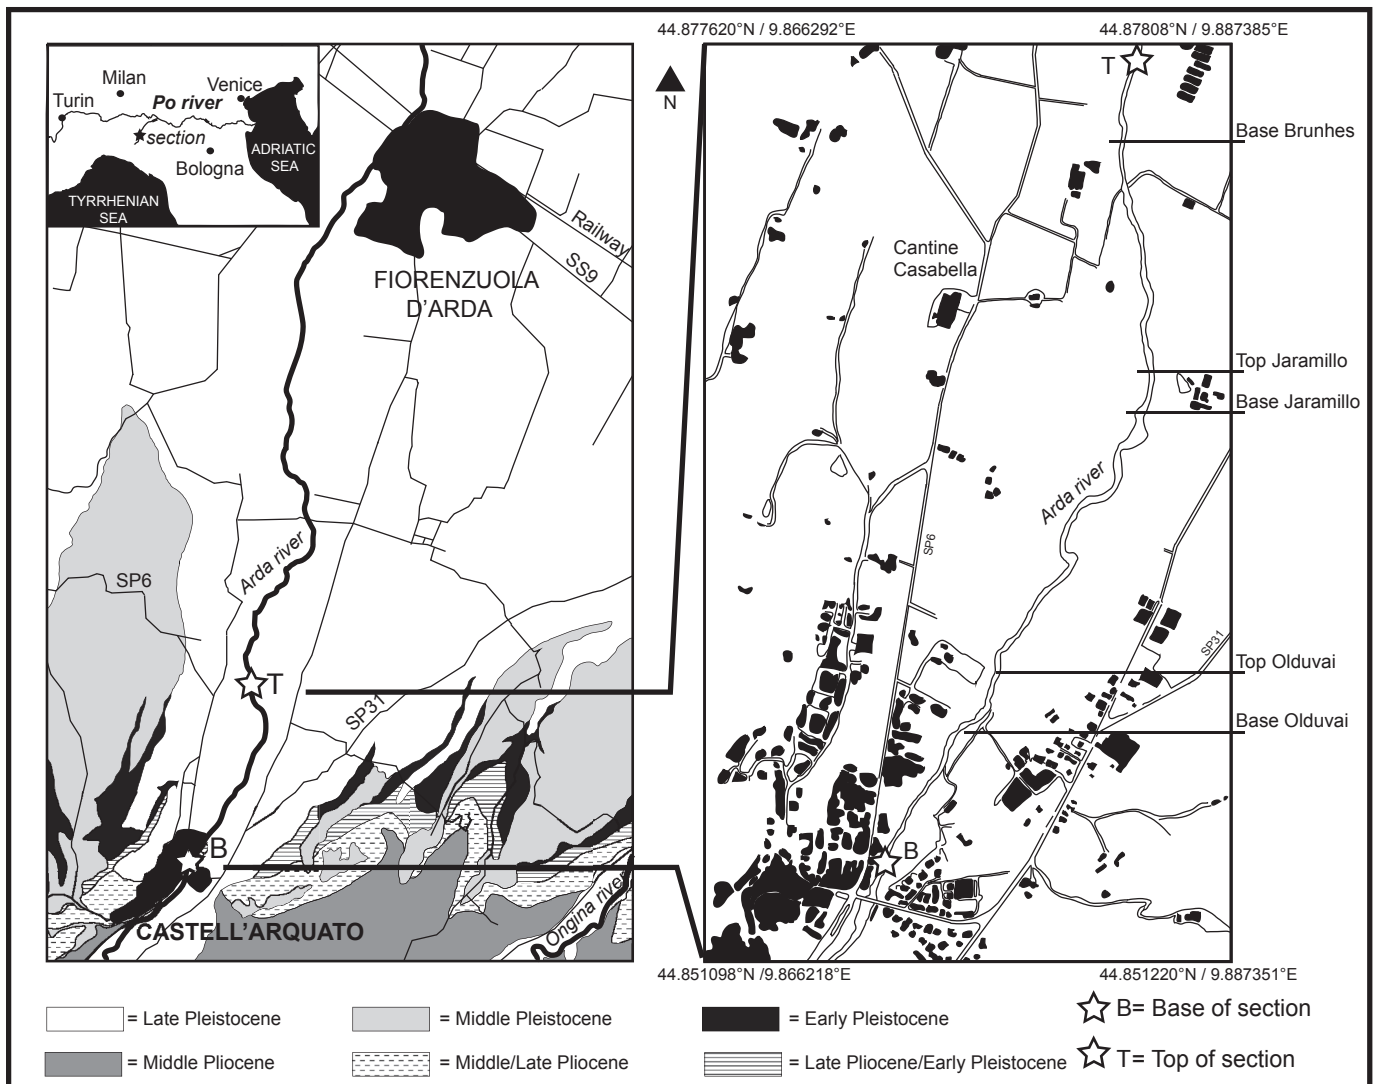 44.877620°N / 9.866292°E
44.87808°N / 9.887385°E
Milan
Venice
Turin
Po river
section
Bologna
ADRIATIC
SEA
TYRRHENIAN
SEA
N
Railway
SS9
FIORENZUOLA
D'ARDA
Arda river
SP6
T
SP31
B
CASTELL'ARQUATO
Ongina river
T
Base Brunhes
Cantine
Casabella
Top Jaramillo
Base Jaramillo
Arda river
SP6
SP31
Top Olduvai
Base Olduvai
B
44.851098°N /9.866218°E
44.851220°N / 9.887351°E
= Late Pleistocene
= Middle Pleistocene
= Early Pleistocene
B= Base of section
= Middle Pliocene
= Middle/Late Pliocene
= Late Pliocene/Early Pleistocene
T= Top of section